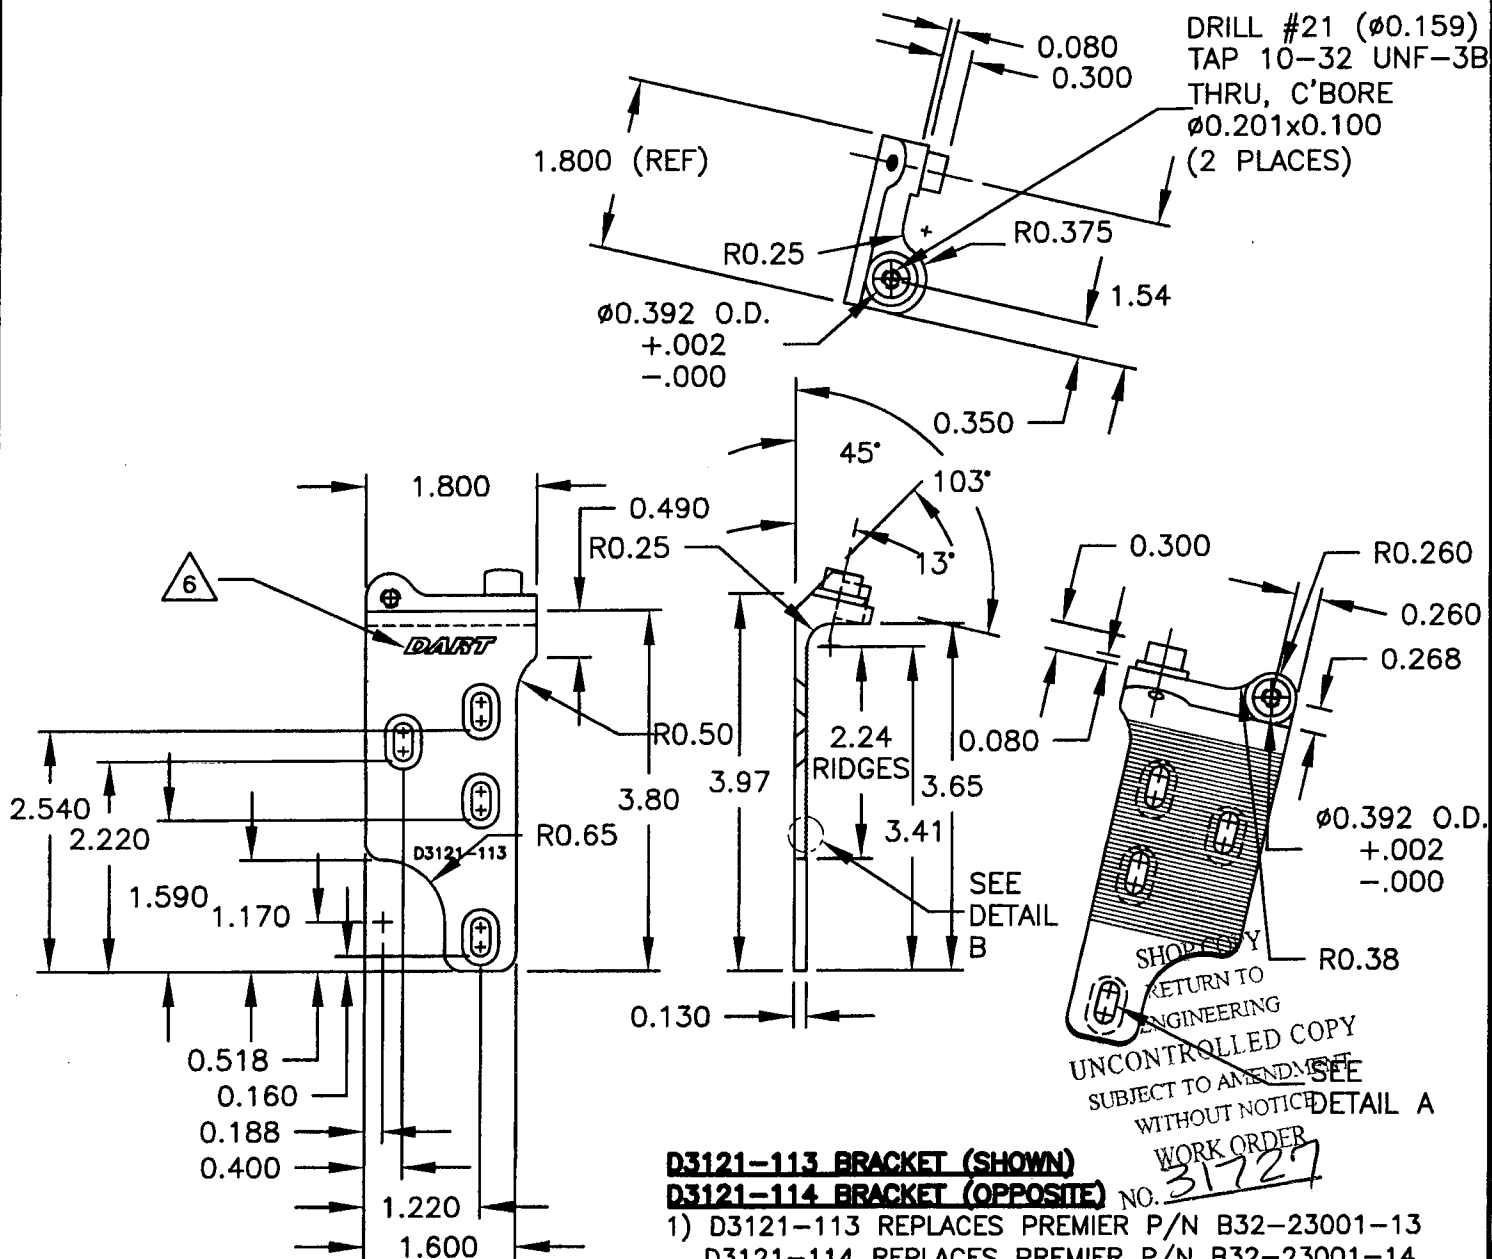 0.080
0.300
DRILL #21 (ø0.159)
TAP 10-32 UNF-3B
THRU, C'BORE
ø0.201x0.100
(2 PLACES)
1.800 (REF)
R0.25
R0.375
1.54
ø0.392 O.D.
+.002
-.000
0.350
45°
103°
13°
1.800
0.490
R0.25
6
DART
R0.50
2.540
2.220
1.590
1.170
R0.65
D3121-113
3.80
3.97
2.24
RIDGES
3.65
3.41
0.130
SEE
DETAIL
B
0.300
R0.260
0.260
0.268
0.080
ø0.392 O.D.
+.002
-.000
R0.38
SEE
DETAIL A
0.518
0.160
0.188
0.400
1.220
1.600
SHOP COPY
RETURN TO
ENGINEERING
UNCONTROLLED COPY
SUBJECT TO AMENDMENT
WITHOUT NOTICE
WORK ORDER
NO. 31727
D3121-113 BRACKET (SHOWN)
D3121-114 BRACKET (OPPOSITE)
1) D3121-113 REPLACES PREMIER P/N B32-23001-13
D3121-114 REPLACES PREMIER P/N B32-23001-14